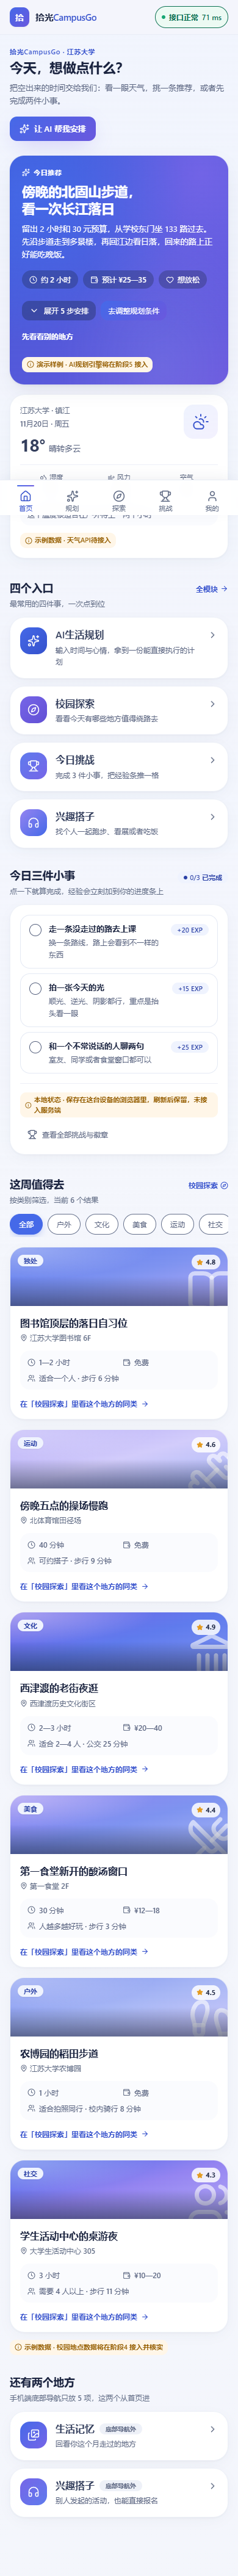 拾 拾光CampusGo
接口正常 71 ms
拾光CampusGo · 江苏大学
今天，想做点什么？
把空出来的时间交给我们：看一眼天气，挑一条推荐，或者先完成两件小事。
让 AI 帮我安排
今日推荐
傍晚的北固山步道，
看一次长江落日
留出 2 小时和 30 元预算，从学校东门坐 133 路过去。
先沿步道走到多景楼，再回江边看日落，回来的路上正好能吃晚饭。
约 2 小时
预计 ¥25—35
想放松
展开 5 步安排
去调整规划条件
先看看别的地方
演示样例 · AI规划引擎将在阶段5 接入
江苏大学 · 镇江
11月20日 · 周五
18° 晴转多云
湿度 风力 空气
首页 规划 探索 挑战 我的
示例数据 · 天气API待接入
四个入口
全模块
最常用的四件事，一次点到位
AI生活规划
输入时间与心情，拿到一份能直接执行的计划
校园探索
看看今天有哪些地方值得绕路去
今日挑战
完成 3 件小事，把经验条推一格
兴趣搭子
找个人一起跑步、看展或者吃饭
今日三件小事
0/3 已完成
点一下就算完成，经验会立刻加到你的进度条上
走一条没走过的路去上课
+20 EXP
换一条路线，路上会看到不一样的东西
拍一张今天的光
+15 EXP
顺光、逆光、阴影都行，重点是抬头看一眼
和一个不常说话的人聊两句
+25 EXP
室友、同学或者食堂窗口都可以
本地状态 · 保存在这台设备的浏览器里，刷新后保留，未接入服务端
查看全部挑战与徽章
这周值得去
校园探索
按类别筛选，当前 6 个结果
全部 户外 文化 美食 运动 社交
独处
4.8
图书馆顶层的落日自习位
江苏大学图书馆 6F
1—2 小时
免费
适合一个人 · 步行 6 分钟
在「校园探索」里看这个地方的同类
运动
4.6
傍晚五点的操场慢跑
北体育馆田径场
40 分钟
免费
可约搭子 · 步行 9 分钟
在「校园探索」里看这个地方的同类
文化
4.9
西津渡的老街夜逛
西津渡历史文化街区
2—3 小时
¥20—40
适合 2—4 人 · 公交 25 分钟
在「校园探索」里看这个地方的同类
美食
4.4
第一食堂新开的酸汤窗口
第一食堂 2F
30 分钟
¥12—18
人越多越好玩 · 步行 3 分钟
在「校园探索」里看这个地方的同类
户外
4.5
农博园的稻田步道
江苏大学农博园
1 小时
免费
适合拍照同行 · 校内骑行 8 分钟
在「校园探索」里看这个地方的同类
社交
4.3
学生活动中心的桌游夜
大学生活动中心 305
3 小时
¥10—20
需要 4 人以上 · 步行 11 分钟
在「校园探索」里看这个地方的同类
示例数据 · 校园地点数据将在阶段4 接入并核实
还有两个地方
手机端底部导航只放 5 项，这两个从首页进
生活记忆 底部导航外
回看你这个月走过的地方
兴趣搭子 底部导航外
别人发起的活动，也能直接报名